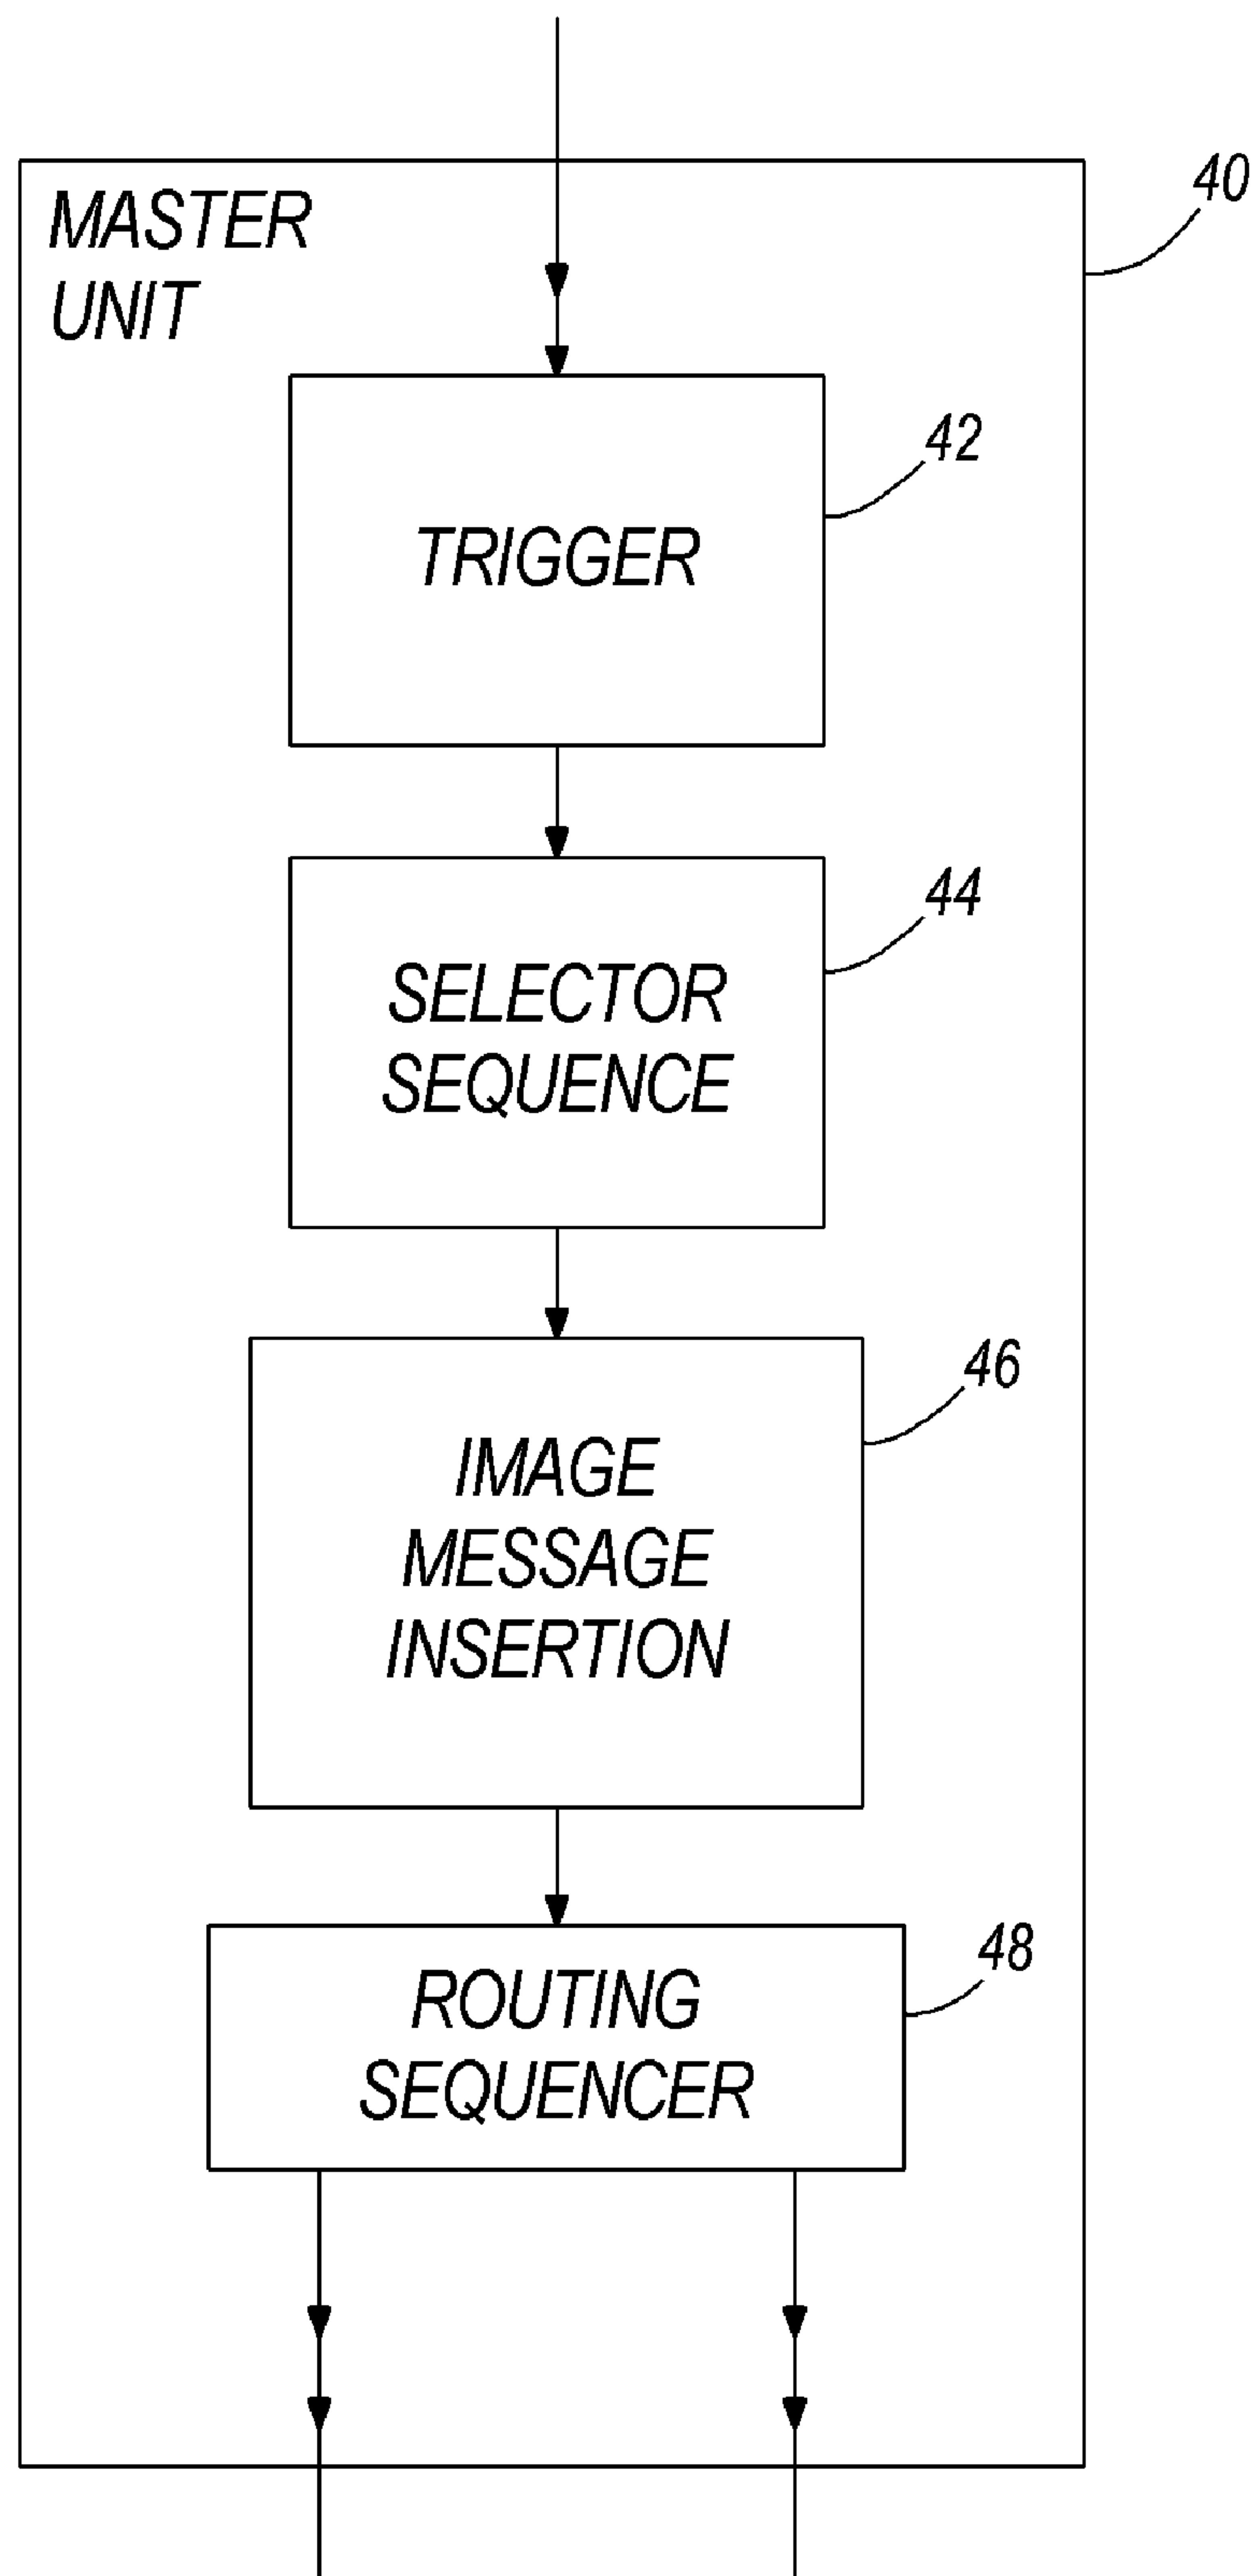 40
MASTER
UNIT
42
TRIGGER
44
SELECTOR
SEQUENCE
46
IMAGE
MESSAGE
INSERTION
48
ROUTING
SEQUENCER